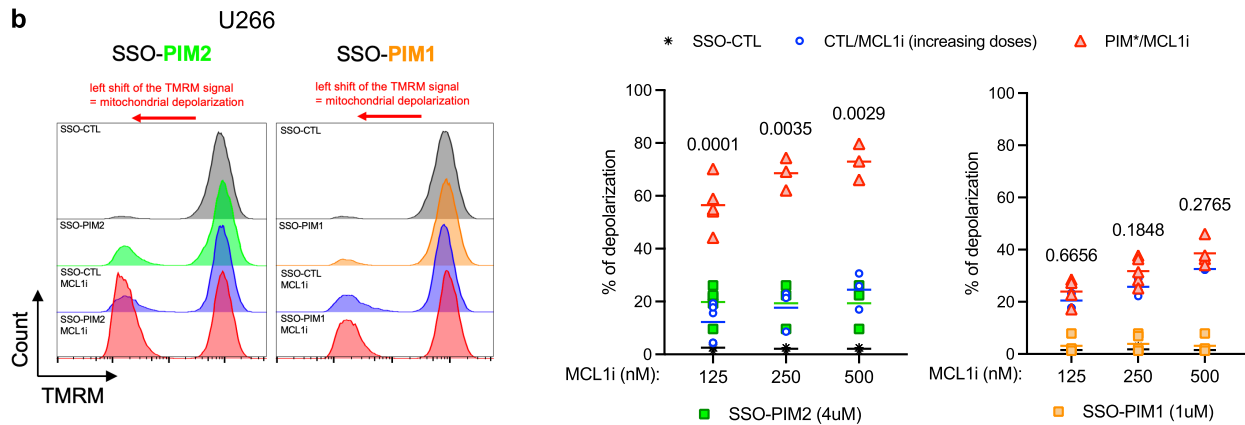 b
U266
SSO-PIM2
SSO-PIM1
left shift of the TMRM signal
= mitochondrial depolarization
left shift of the TMRM signal
= mitochondrial depolarization
SSO-CTL
SSO-PIM2
SSO-CTL
MCL1i
SSO-PIM2
MCL1i
SSO-CTL
SSO-PIM1
SSO-CTL
MCL1i
SSO-PIM1
MCL1i
Count
TMRM
SSO-CTL
CTL/MCL1i (increasing doses)
PIM*/MCL1i
% of depolarization
100
80
60
40
20
0
0.0001
0.0035
0.0029
MCL1i (nM):
125
250
500
SSO-PIM2 (4uM)
% of depolarization
100
80
60
40
20
0
0.6656
0.1848
0.2765
MCL1i (nM):
125
250
500
SSO-PIM1 (1uM)